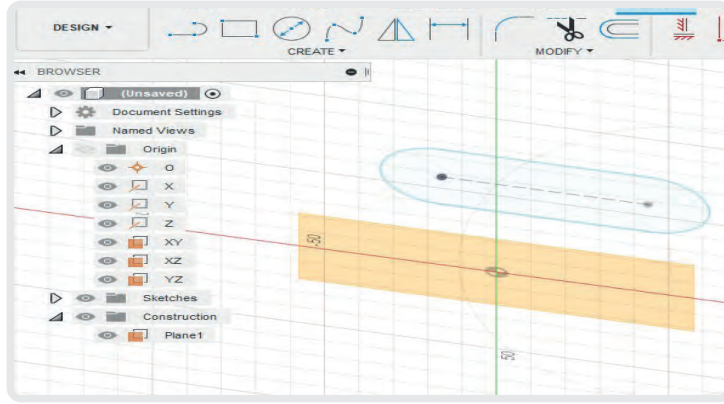 DESIGN
CREATE
MODIFY
BROWSER
(Unsaved)
Document Settings
Named Views
Origin
O
X
Y
Z
XY
XZ
YZ
Sketches
Construction
Plane1
-50
50